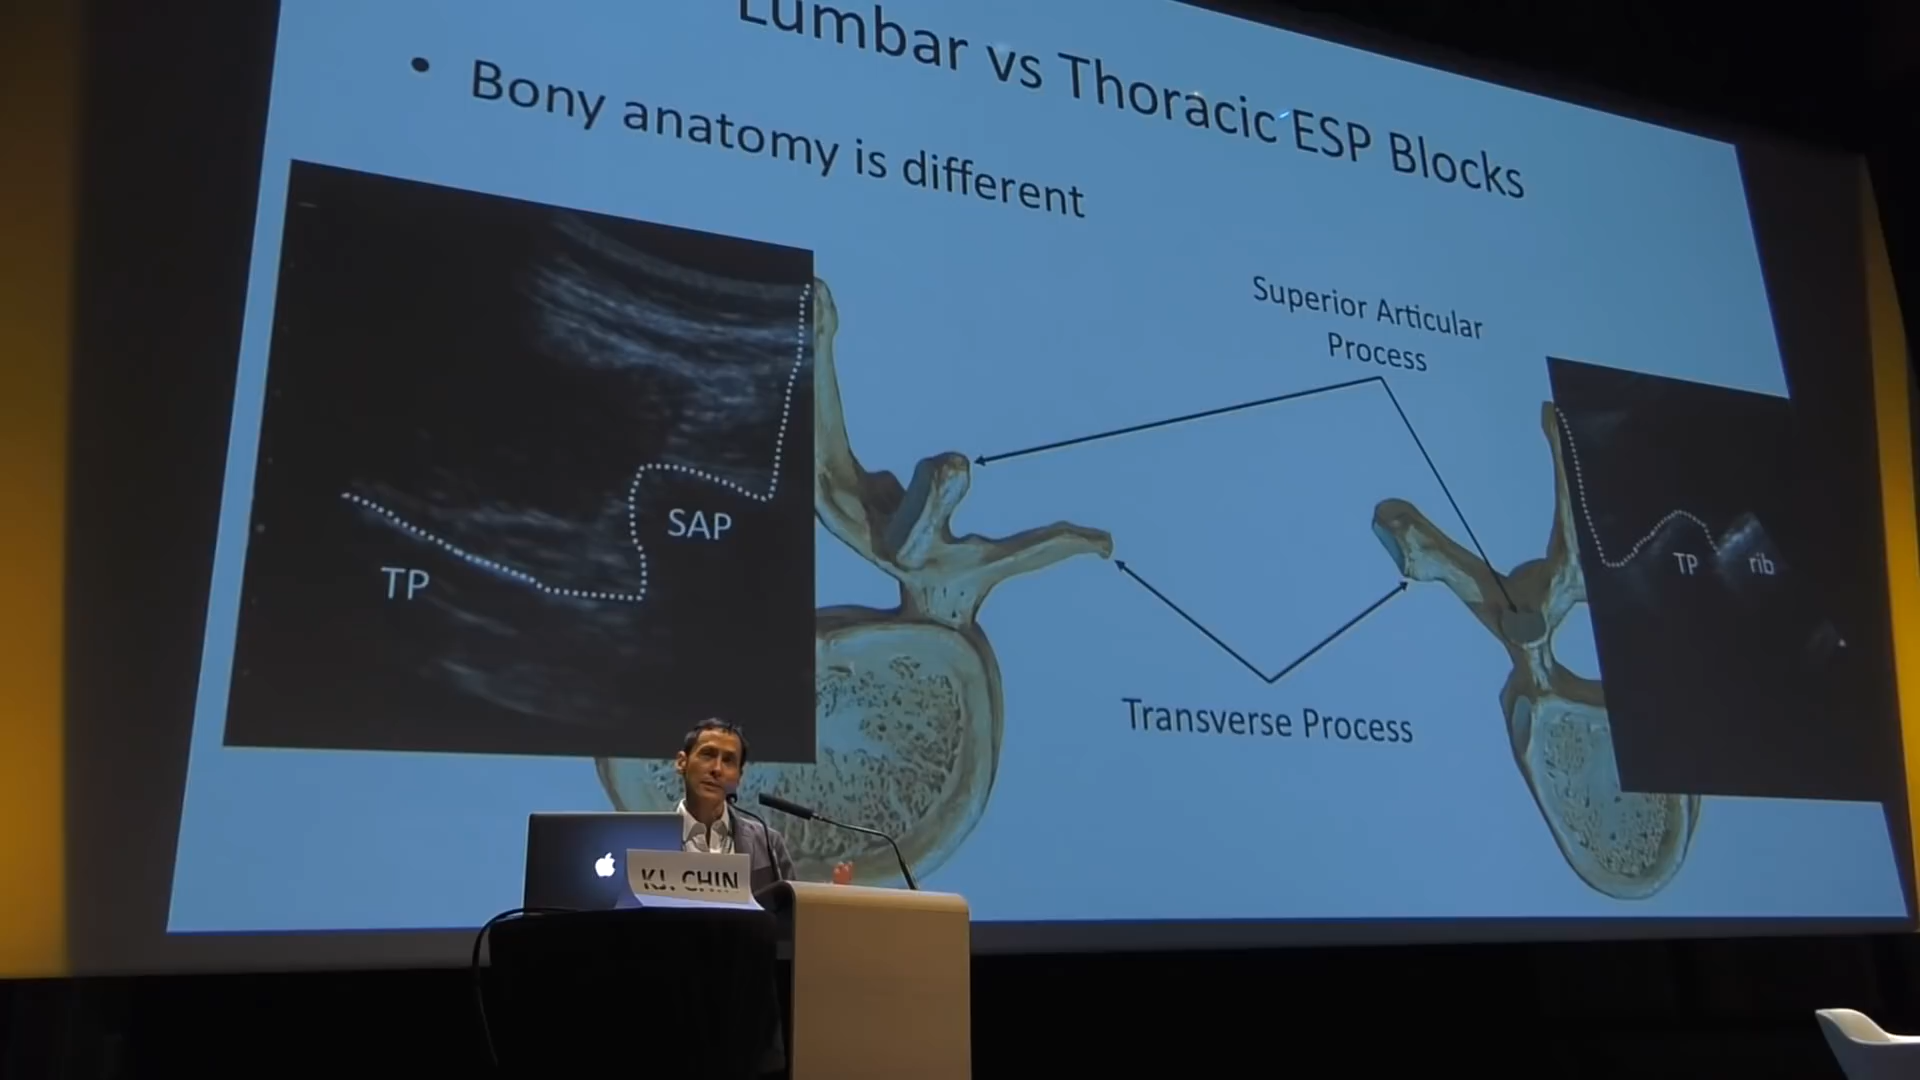 Lumbar vs Thoracic ESP Blocks
• Bony anatomy is different
Superior Articular
Process
SAP
TP
TP
rib
Transverse Process
KJ. CHIN